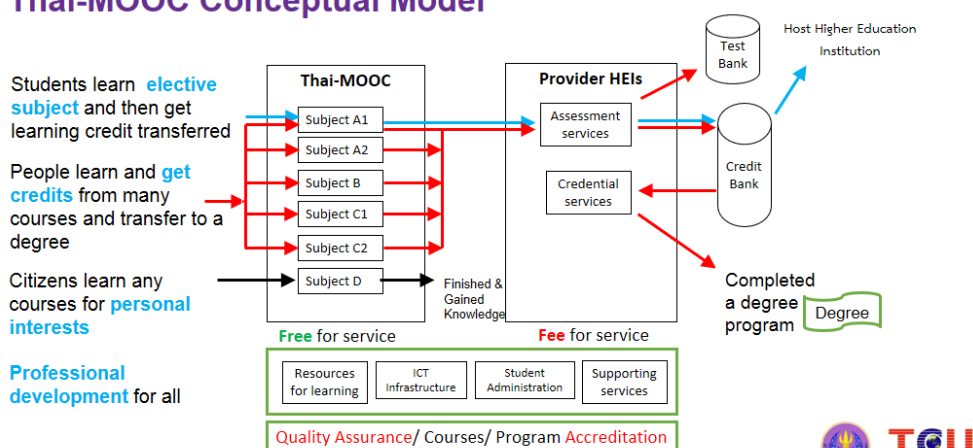 Thai-MOOC Conceptual Model
Students learn elective
subject and then get
learning credit transferred
People learn and get
credits from many
courses and transfer to a
degree
Citizens learn any
courses for personal
interests
Professional
development for all
Thai-MOOC
Subject A1
Subject A2
Subject B
Subject C1
Subject C2
Subject D
Finished &
Gained
Knowledge
Free for service
Provider HEIs
Assessment
services
Credential
services
Fee for service
Test
Bank
Credit
Bank
Host Higher Education
Institution
Completed
a degree
program
Degree
Resources
for learning
ICT
Infrastructure
Student
Administration
Supporting
services
Quality Assurance/ Courses/ Program Accreditation
TCU